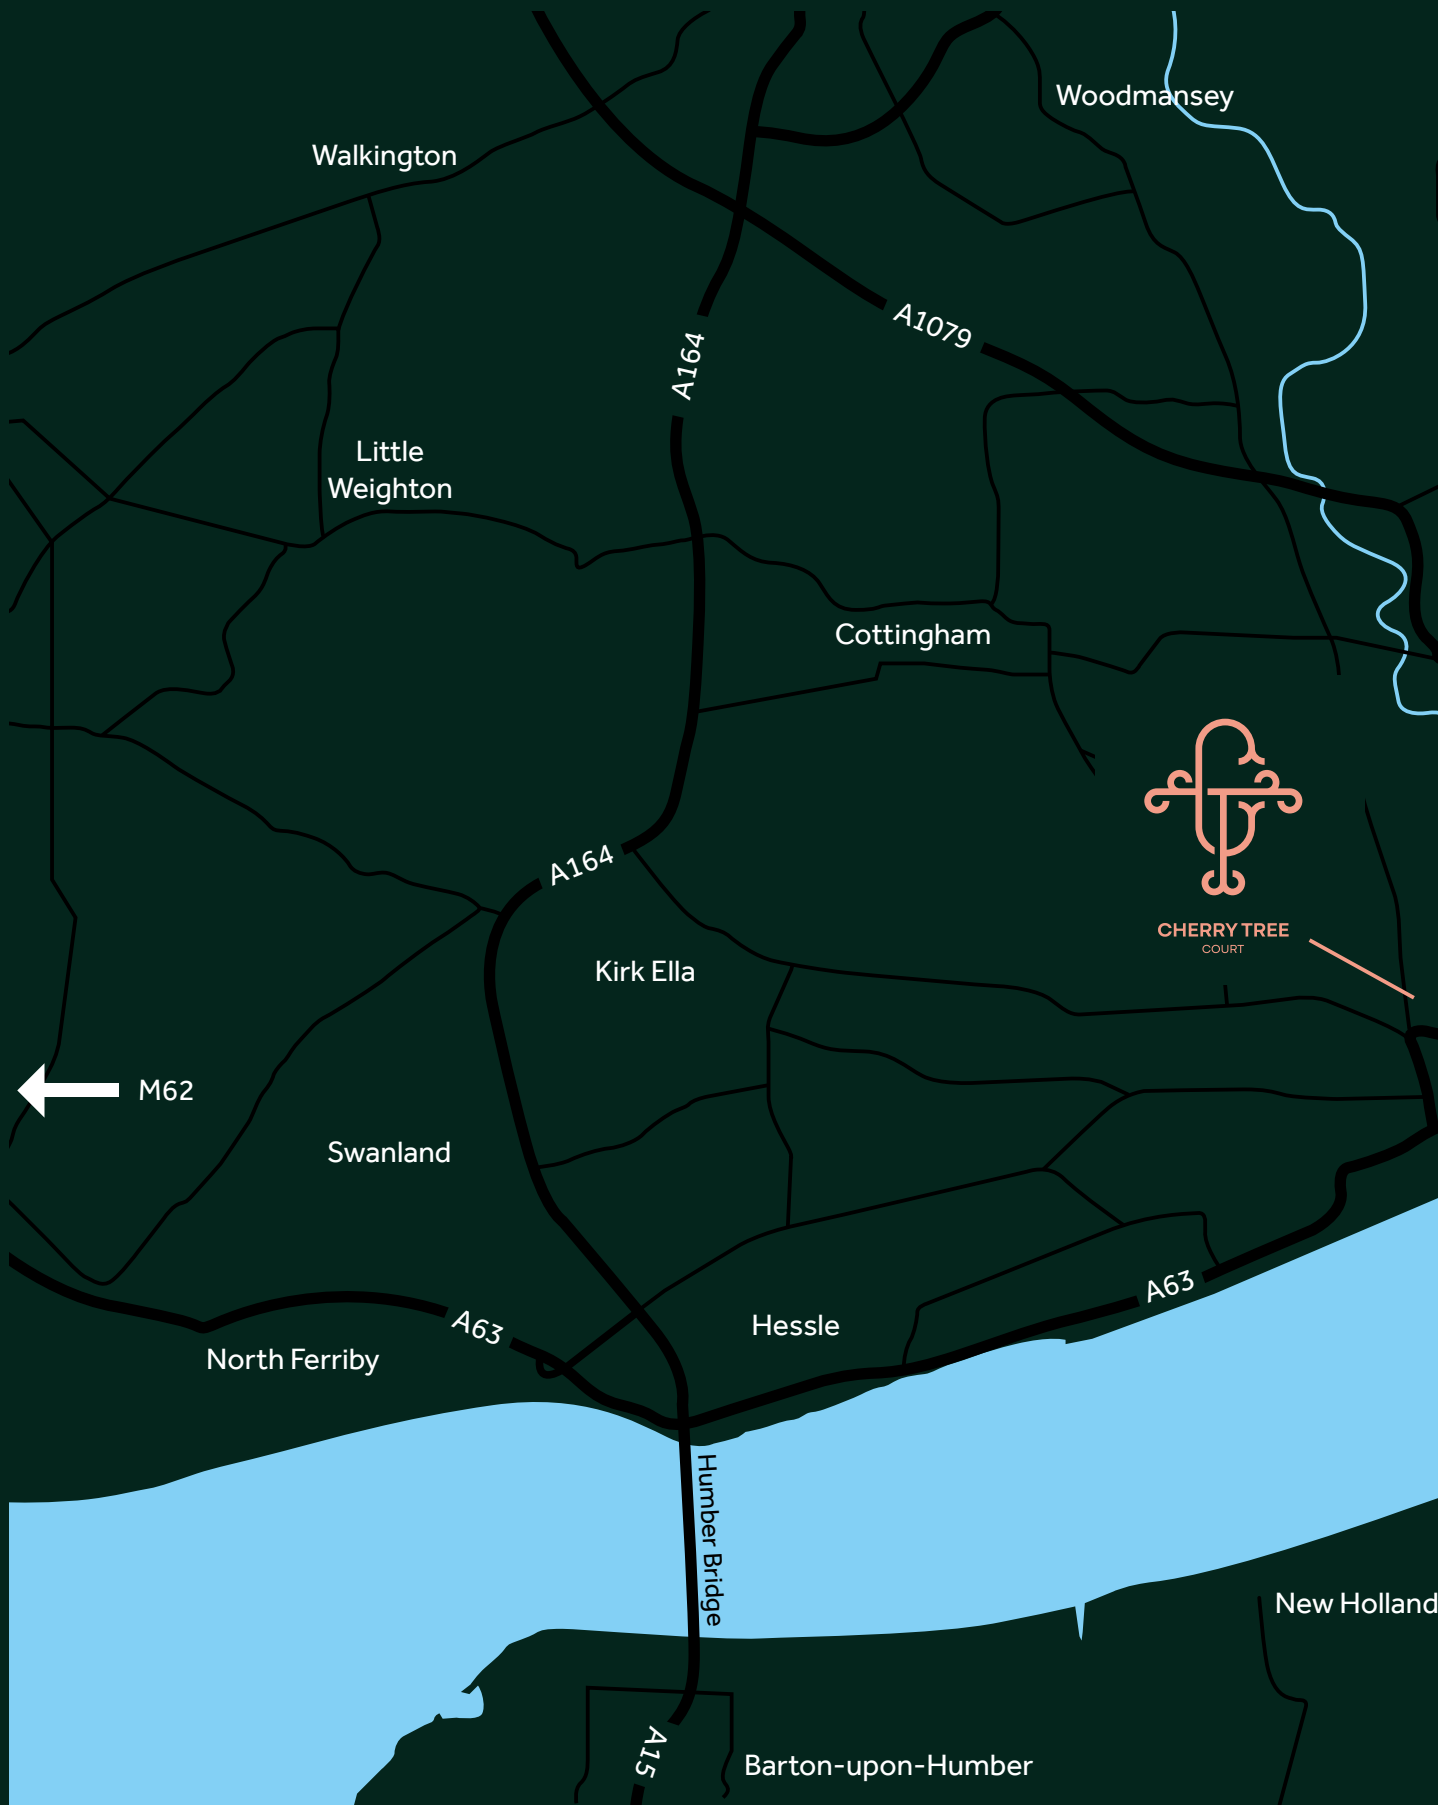 Woodmansey
Walkington
A1079
A164
Little
Weighton
Cottingham
A164
CHERRY TREE
COURT
Kirk Ella
M62
Swanland
A63
A63
Hessle
North Ferriby
Humber Bridge
New Holland
A15
Barton-upon-Humber